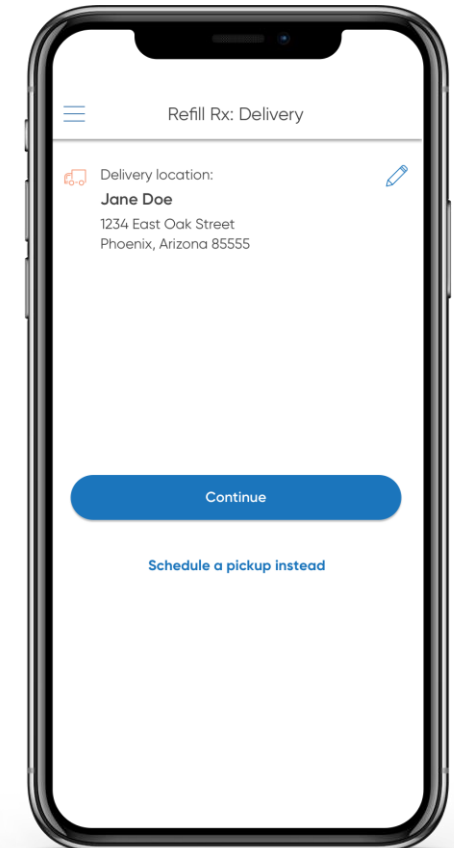 Refill Rx: Delivery
Delivery location:
Jane Doe
1234 East Oak Street
Phoenix, Arizona 85555
Continue
Schedule a pickup instead